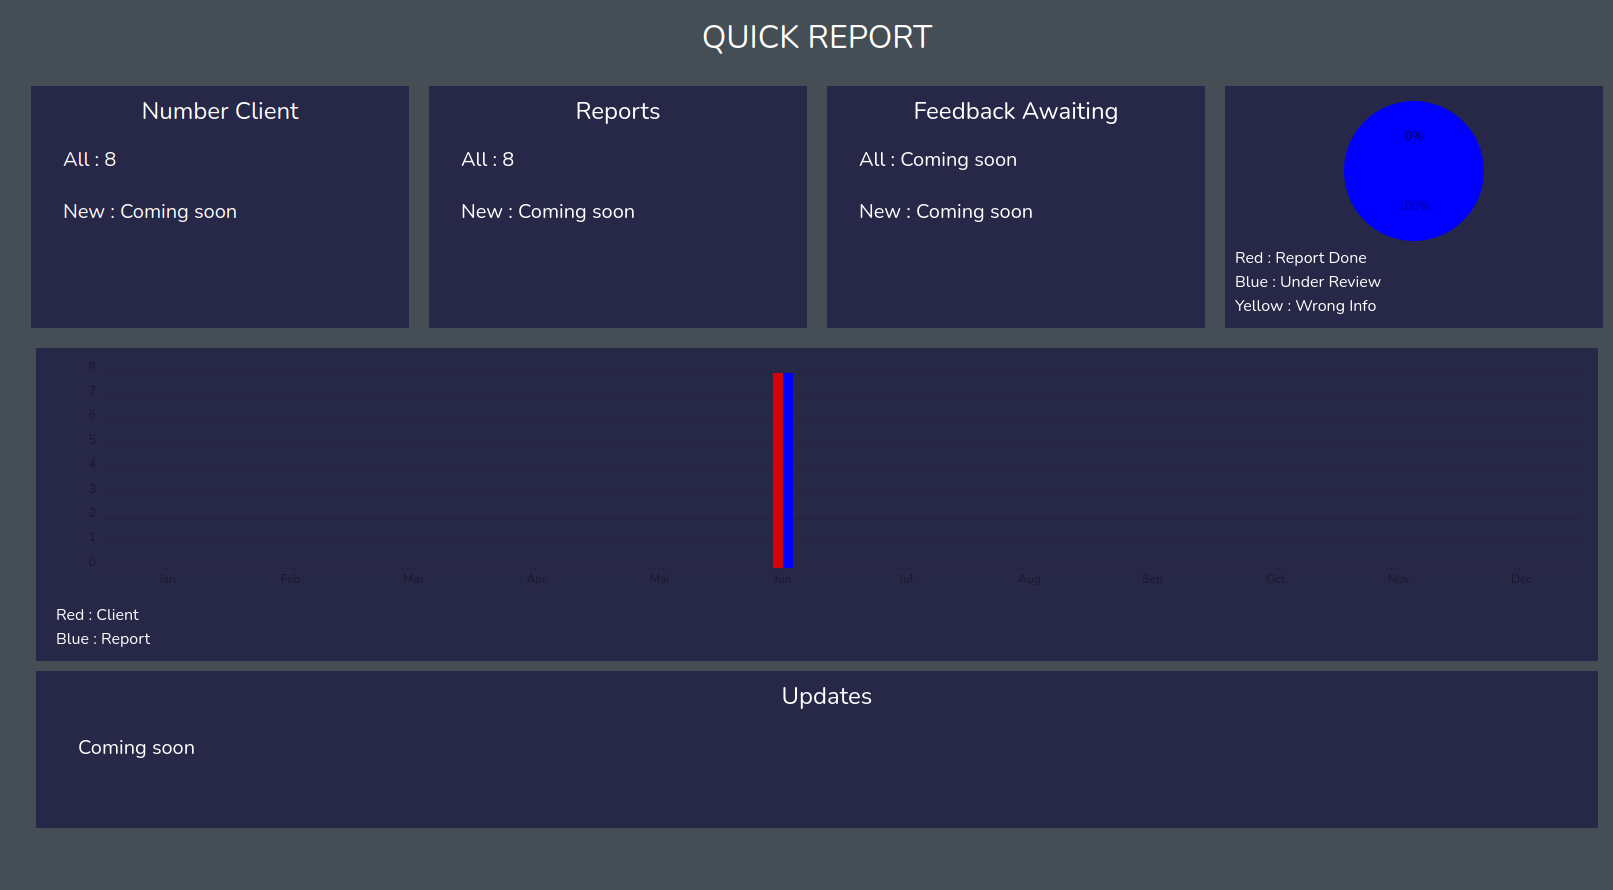 QUICK REPORT
Number Client
All : 8
New : Coming soon
Reports
All : 8
New : Coming soon
Feedback Awaiting
All : Coming soon
New : Coming soon
0%
Red : Report Done
Blue : Under Review
Yellow : Wrong Info
8
7
6
5
4
3
2
1
0
Jan Feb Mar Apr Mai Jun Jul Aug Sep Oct Nov Dec
Red : Client
Blue : Report
Updates
Coming soon